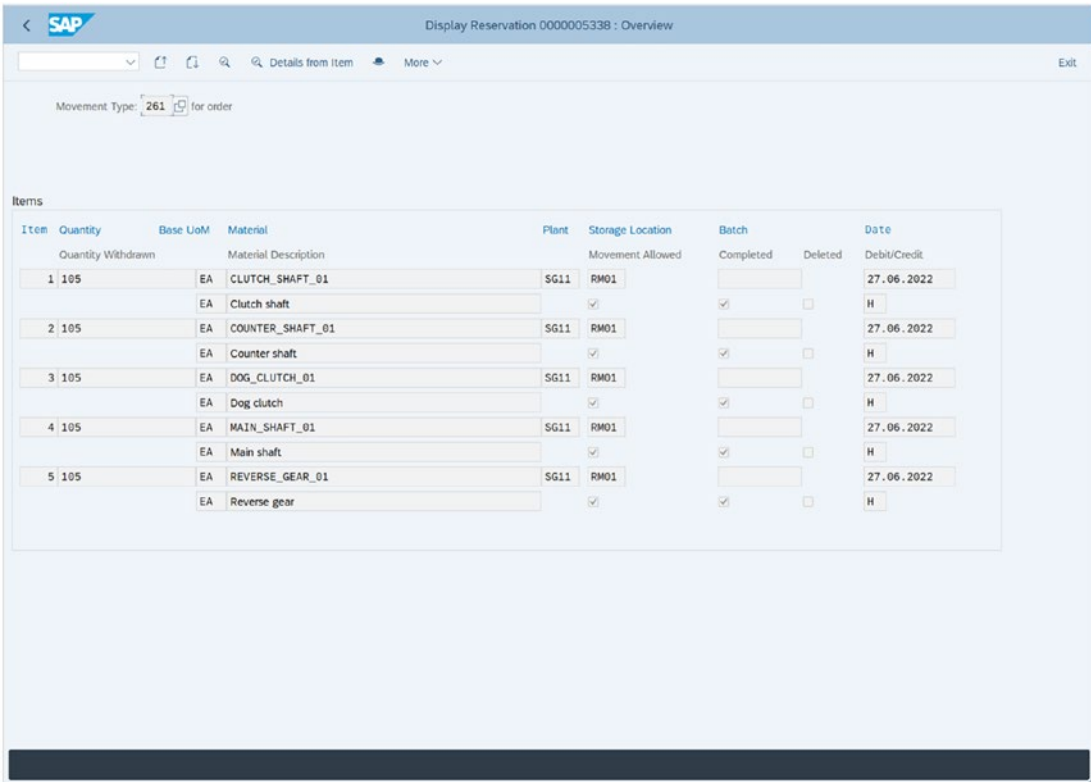 SAP Display Reservation 0000005338 : Overview
Details from Item More Exit
Movement Type: 261 for order
Items
Item Quantity Base UoM Material Plant Storage Location Batch Date
Quantity Withdrawn Material Description Movement Allowed Completed Deleted Debit/Credit
1 105 EA CLUTCH_SHAFT_01 SG11 RM01 27.06.2022
EA Clutch shaft H
2 105 EA COUNTER_SHAFT_01 SG11 RM01 27.06.2022
EA Counter shaft H
3 105 EA DOG_CLUTCH_01 SG11 RM01 27.06.2022
EA Dog clutch H
4 105 EA MAIN_SHAFT_01 SG11 RM01 27.06.2022
EA Main shaft H
5 105 EA REVERSE_GEAR_01 SG11 RM01 27.06.2022
EA Reverse gear H